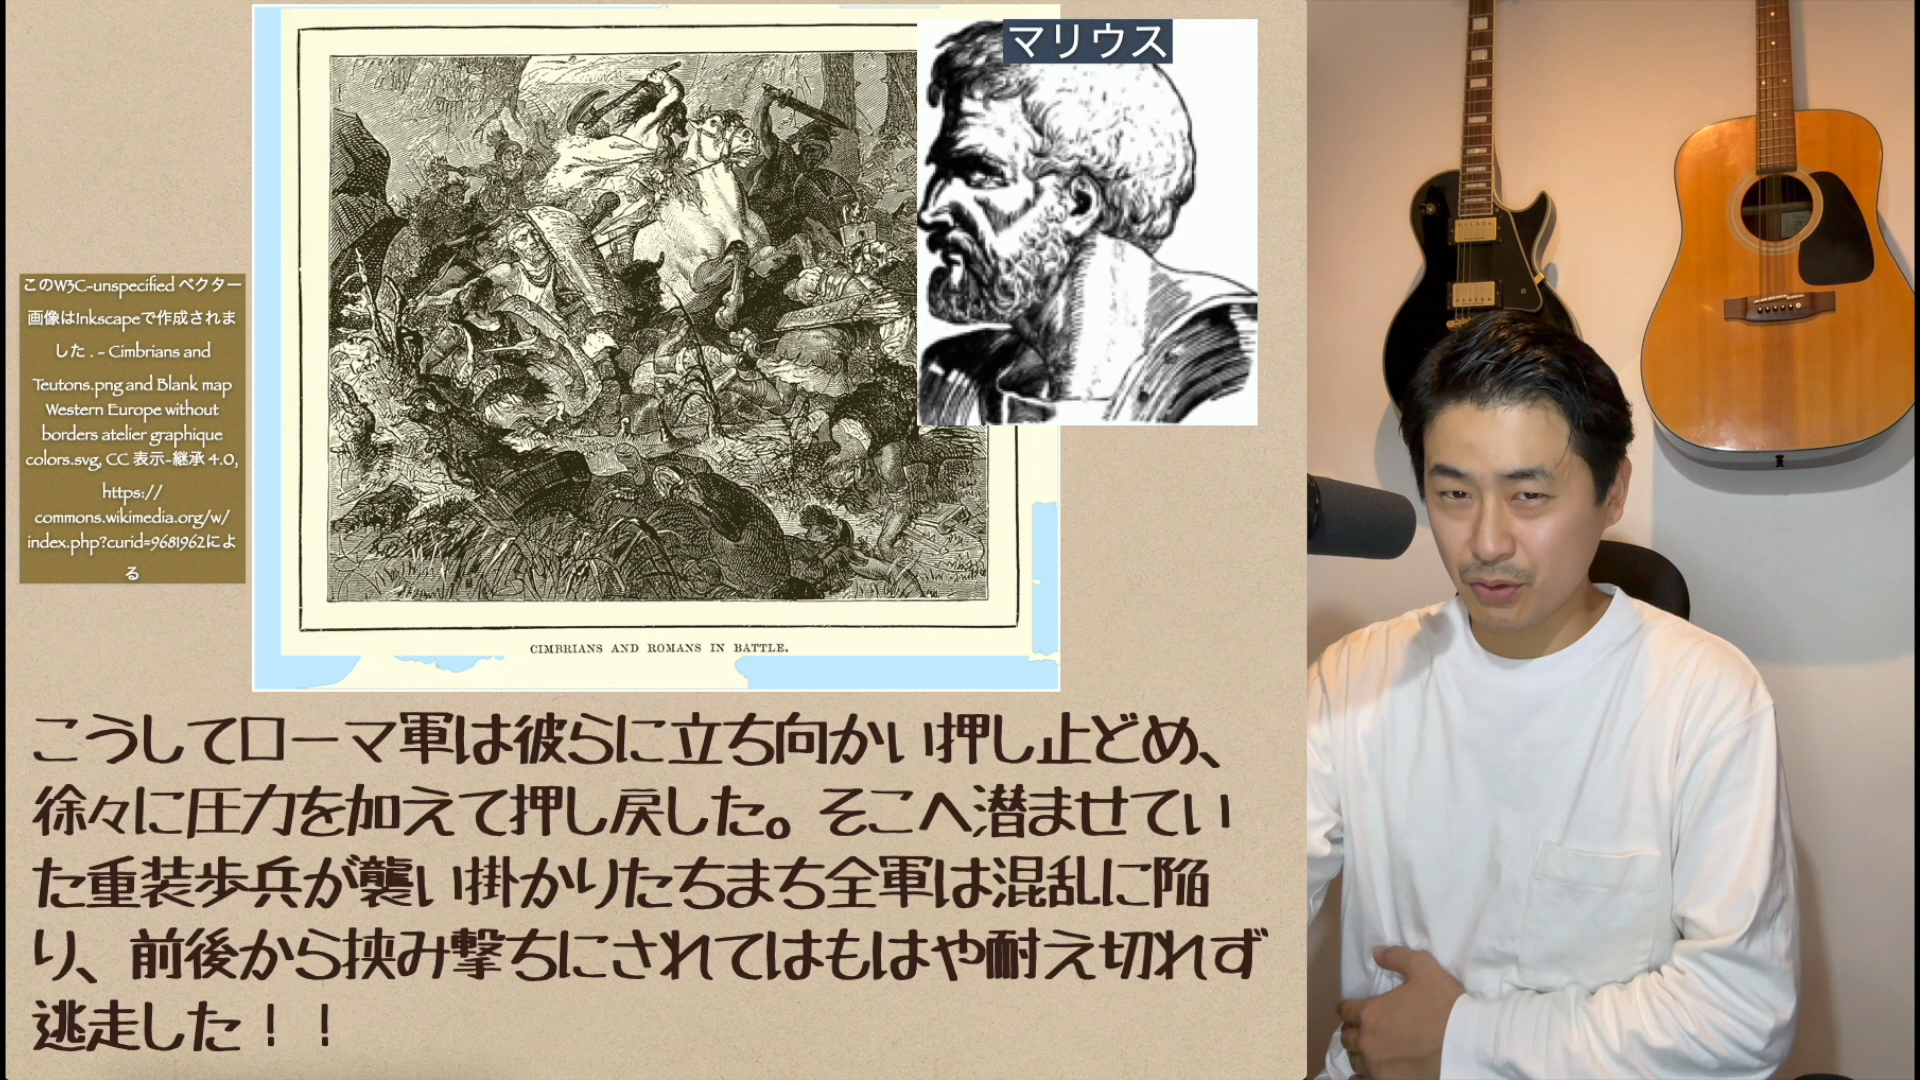 マリウス
このW3C-unspecified ベクター
画像はInkscapeで作成されま
した . - Cimbrians and
Teutons.png and Blank map
Western Europe without
borders atelier graphique
colors.svg, CC 表示-継承 4.0,
https://
commons.wikimedia.org/w/
index.php?curid=9681962によ
る
CIMBRIANS AND ROMANS IN BATTLE.
こうしてローマ軍は彼らに立ち向かい押し止どめ、
徐々に圧力を加えて押し戻した。そこへ潜ませてい
た重装歩兵が襲い掛かりたちまち全軍は混乱に陥
り、前後から挟み撃ちにされてはもはや耐え切れず
逃走した！！